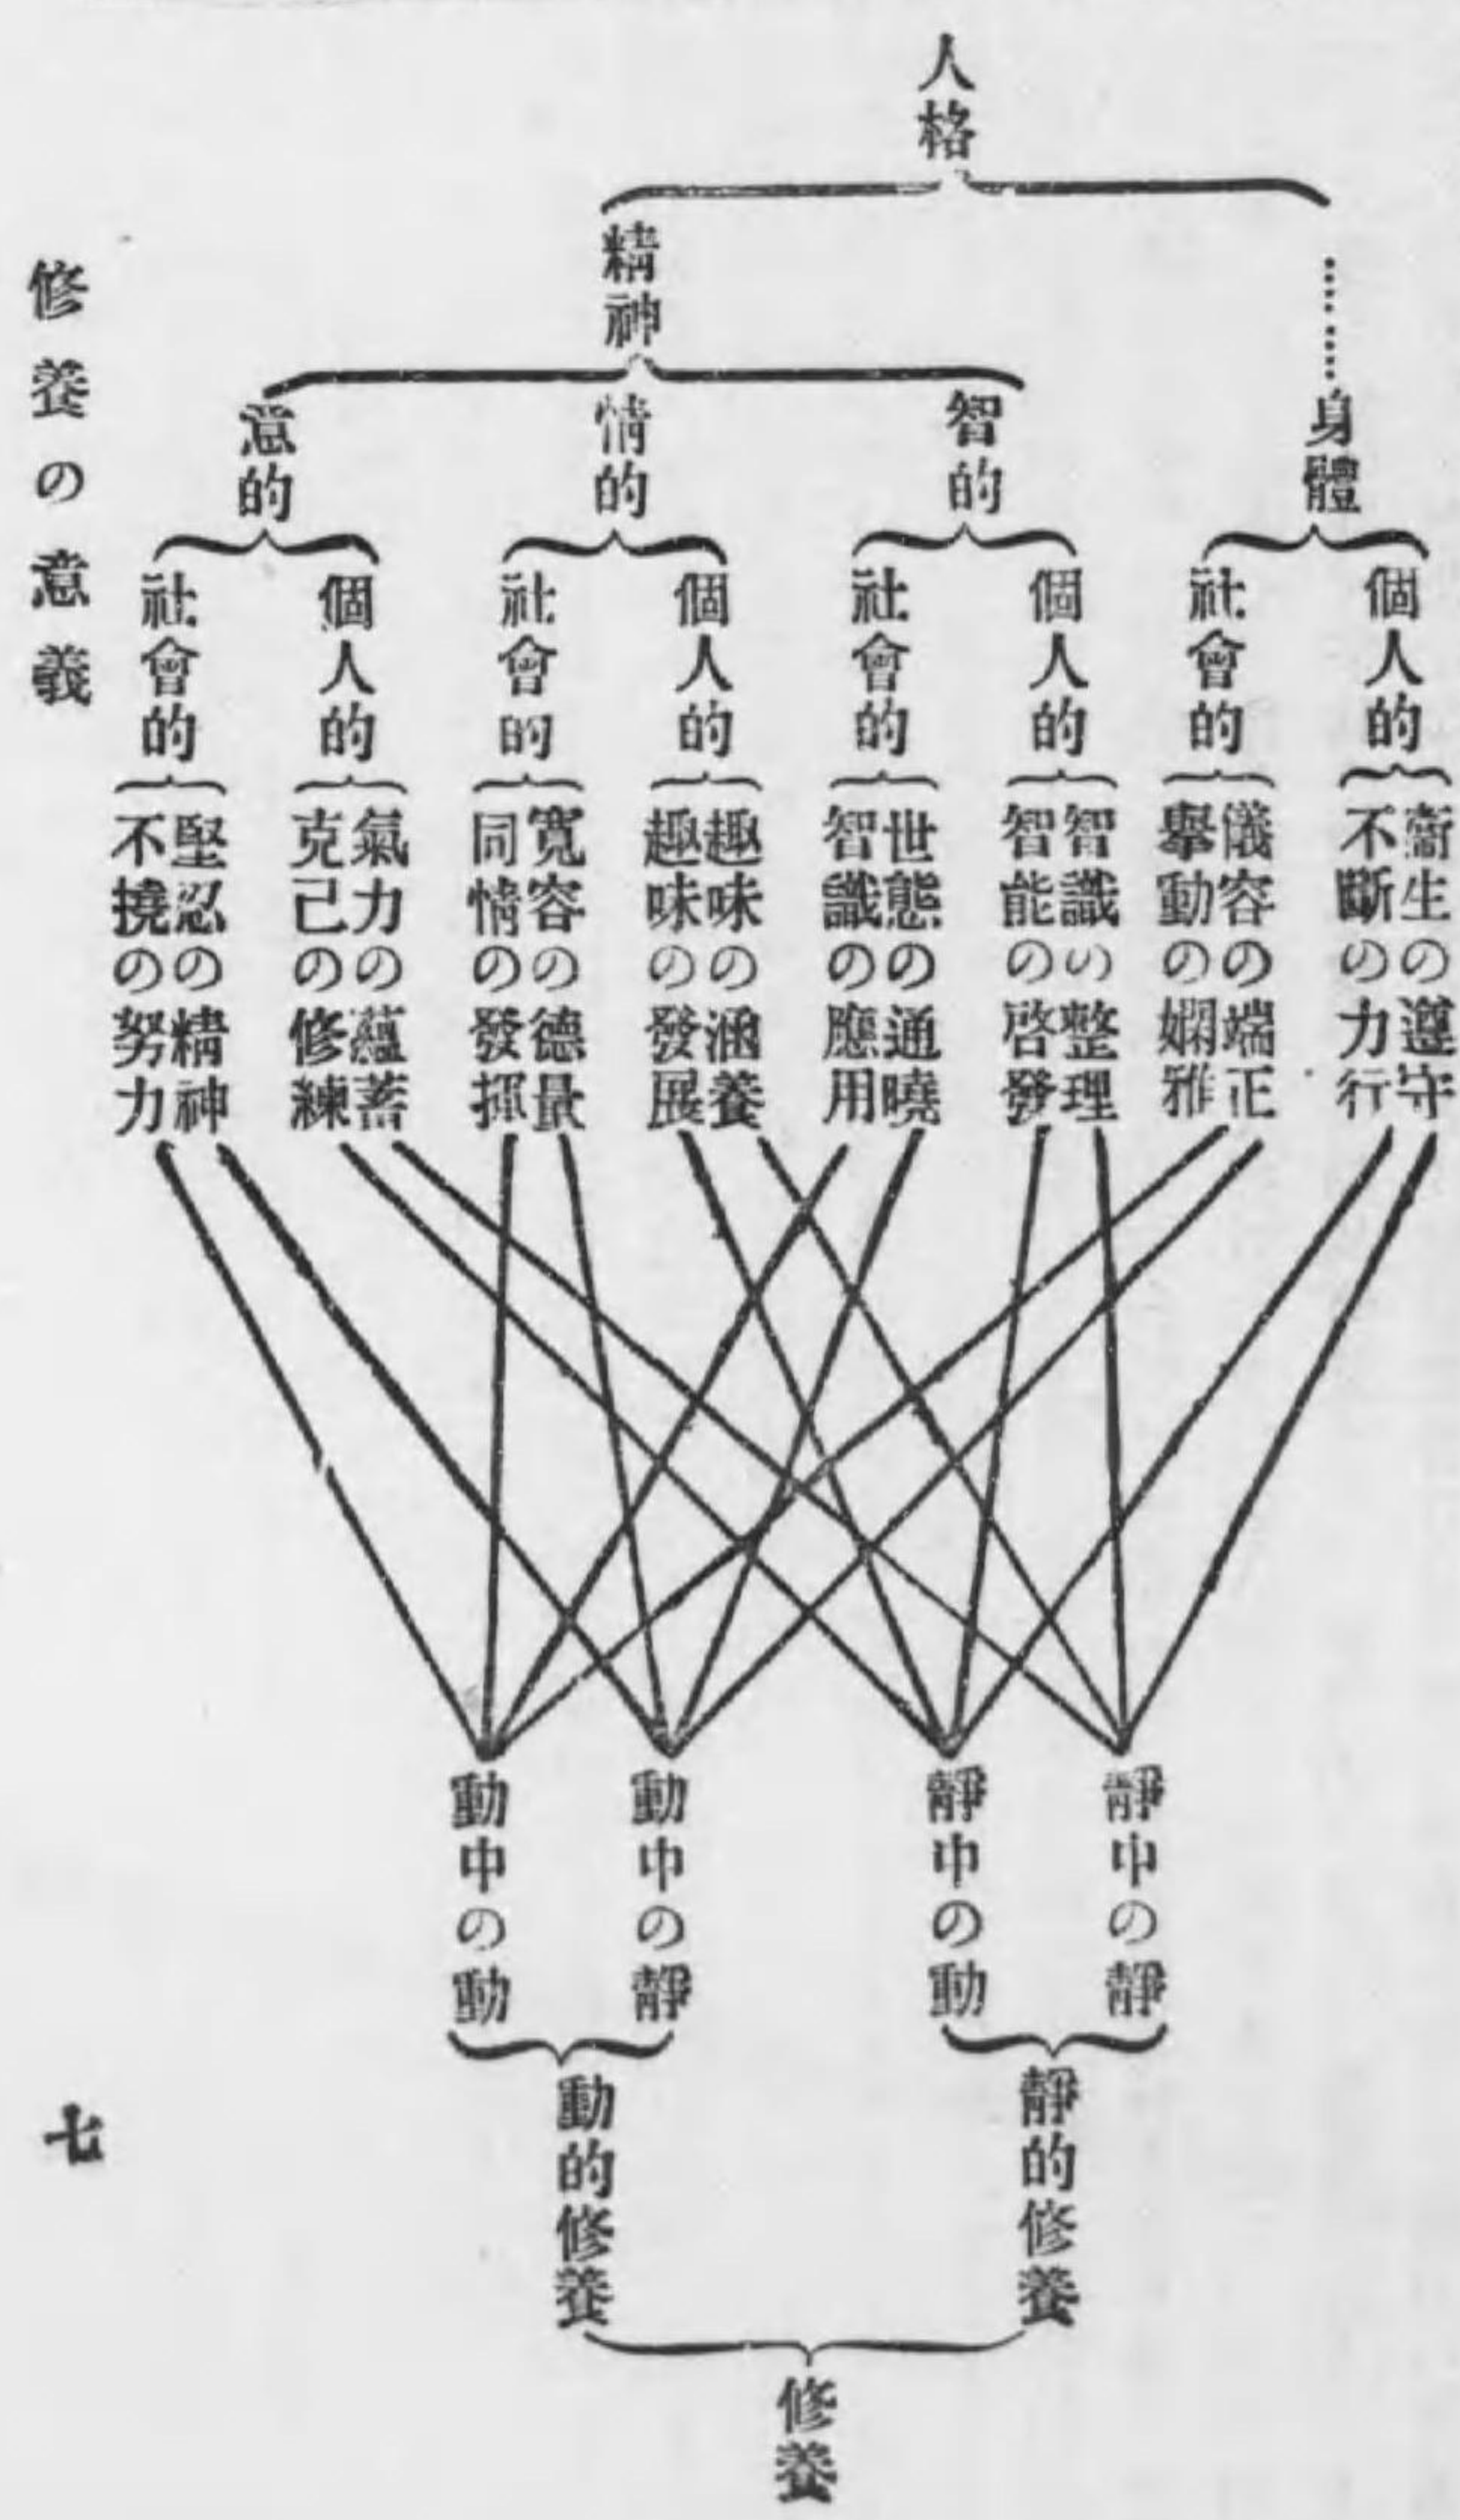 人格
身體
精神
智的
情的
意的
個人的
社會的
個人的
社會的
個人的
社會的
個人的
社會的
衞生の遵守
不斷の力行
儀容の端正
擧動の嫻雅
智識の整理
智能の啓發
世態の通曉
智識の應用
趣味の涵養
趣味の發展
寬容の德量
同情の發揮
氣力の蘊蓄
克己の修練
堅忍の精神
不撓の努力
靜中の靜
靜中の動
動中の靜
動中の動
靜的修養
動的修養
修養
修養の意義
七